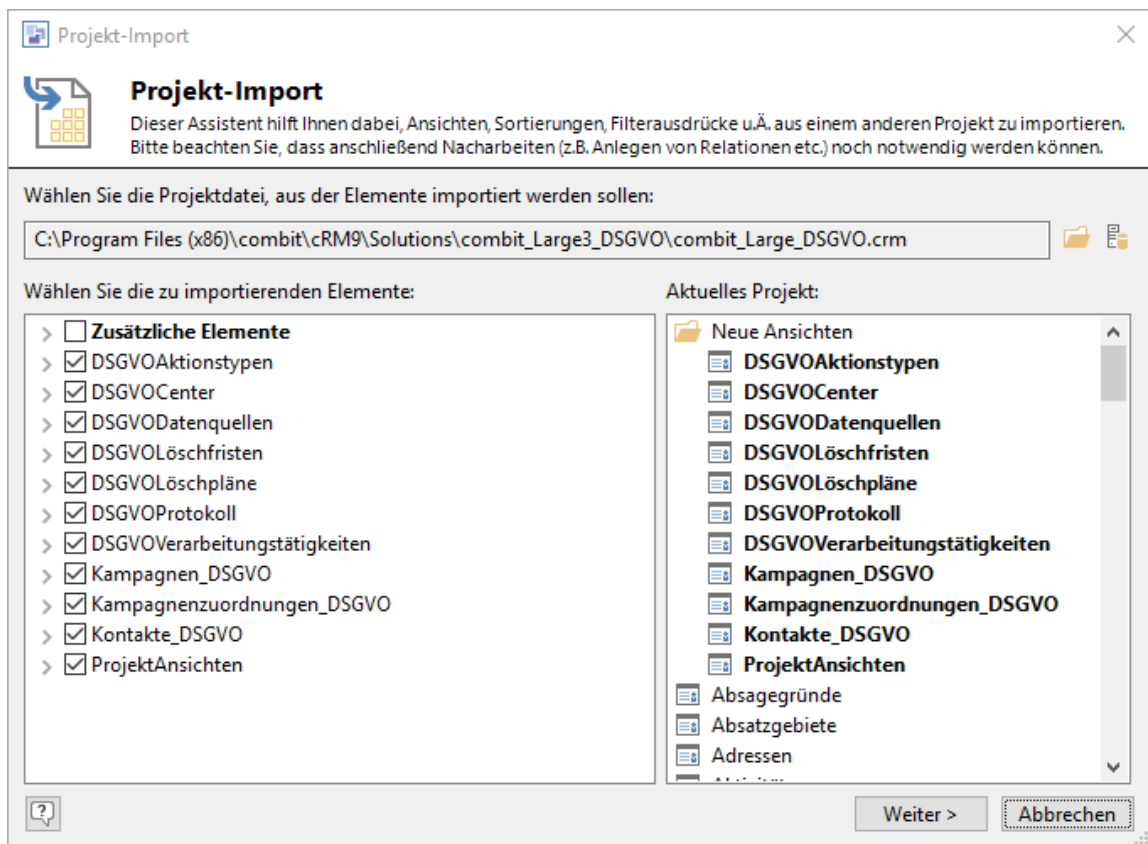 Projekt-Import
Projekt-Import
Dieser Assistent hilft Ihnen dabei, Ansichten, Sortierungen, Filterausdrücke u.Ä. aus einem anderen Projekt zu importieren.
Bitte beachten Sie, dass anschließend Nacharbeiten (z.B. Anlegen von Relationen etc.) noch notwendig werden können.
Wählen Sie die Projektdatei, aus der Elemente importiert werden sollen:
C:\Program Files (x86)\combit\cRM9\Solutions\combit_Large3_DSGVO\combit_Large_DSGVO.crm
Wählen Sie die zu importierenden Elemente:
Zusätzliche Elemente
DSGVOAktionstypen
DSGVOCenter
DSGVODatenquellen
DSGVOLöschfristen
DSGVOLöschpläne
DSGVOProtokoll
DSGVOVerarbeitungstätigkeiten
Kampagnen_DSGVO
Kampagnenzuordnungen_DSGVO
Kontakte_DSGVO
ProjektAnsichten
Aktuelles Projekt:
Neue Ansichten
DSGVOAktionstypen
DSGVOCenter
DSGVODatenquellen
DSGVOLöschfristen
DSGVOLöschpläne
DSGVOProtokoll
DSGVOVerarbeitungstätigkeiten
Kampagnen_DSGVO
Kampagnenzuordnungen_DSGVO
Kontakte_DSGVO
ProjektAnsichten
Absagegründe
Absatzgebiete
Adressen
Weiter >
Abbrechen